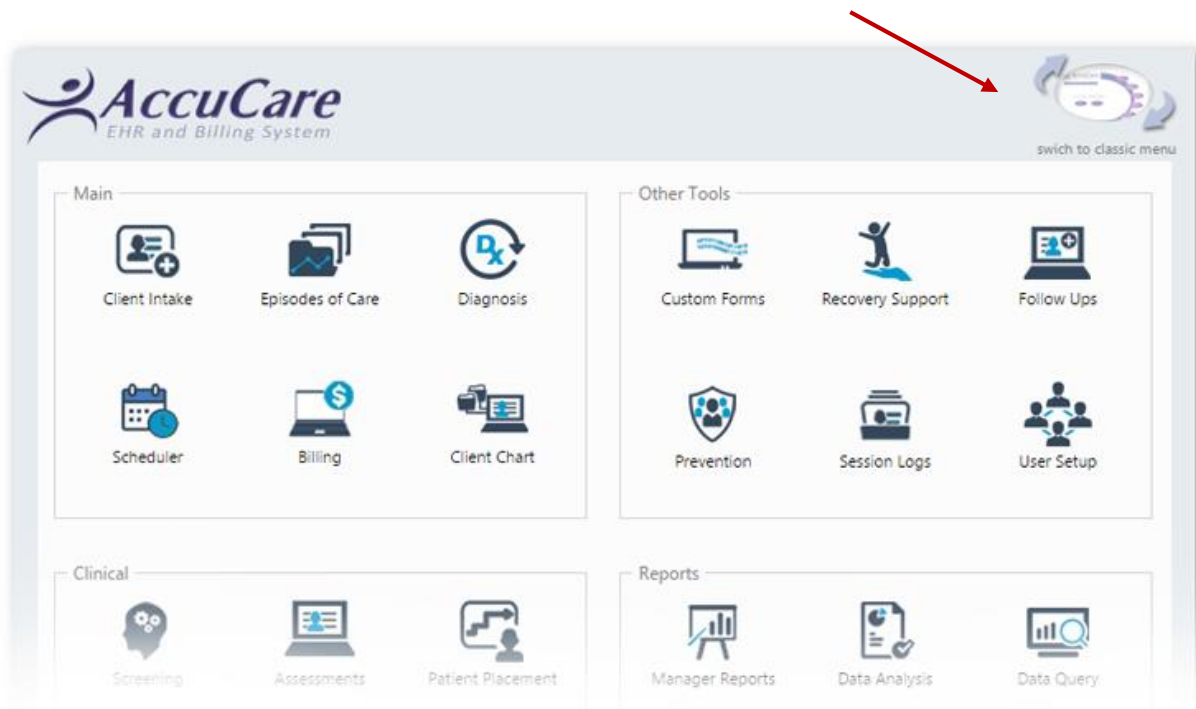 AccuCare
EHR and Billing System
swich to classic menu
Main
Client Intake
Episodes of Care
Diagnosis
Scheduler
Billing
Client Chart
Other Tools
Custom Forms
Recovery Support
Follow Ups
Prevention
Session Logs
User Setup
Clinical
Screening
Assessments
Patient Placement
Reports
Manager Reports
Data Analysis
Data Query